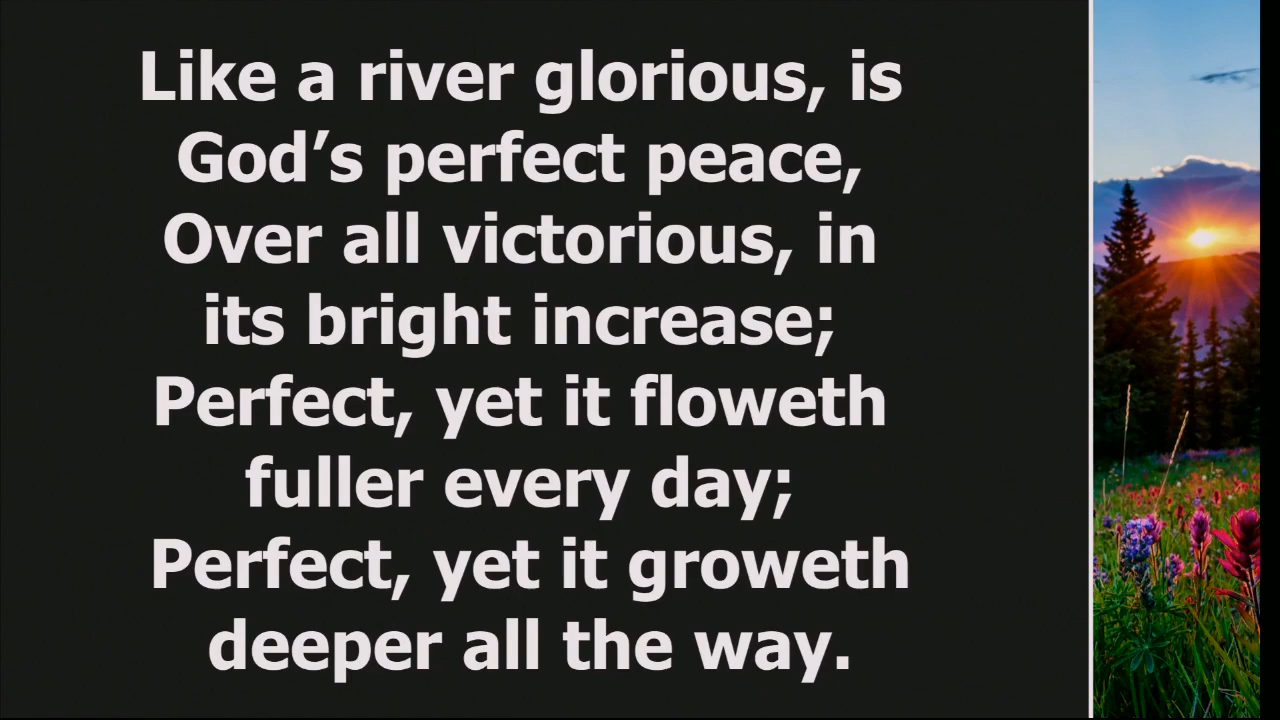 Like a river glorious, is
God’s perfect peace,
Over all victorious, in
its bright increase;
Perfect, yet it floweth
fuller every day;
Perfect, yet it groweth
deeper all the way.